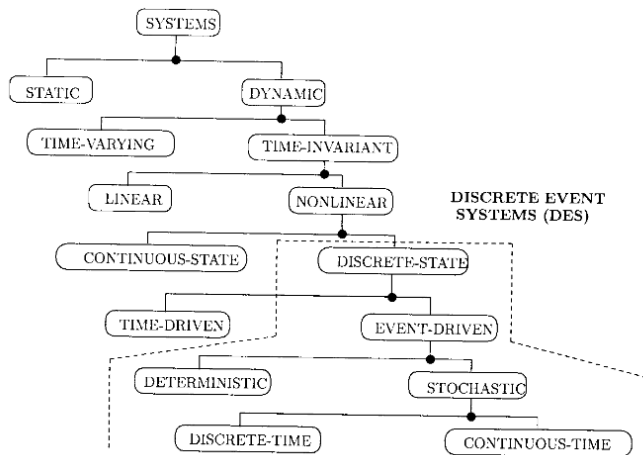 SYSTEMS
STATIC
DYNAMIC
TIME-VARYING
TIME-INVARIANT
LINEAR
NONLINEAR
DISCRETE EVENT
SYSTEMS (DES)
CONTINUOUS-STATE
DISCRETE-STATE
TIME-DRIVEN
EVENT-DRIVEN
DETERMINISTIC
STOCHASTIC
DISCRETE-TIME
CONTINUOUS-TIME